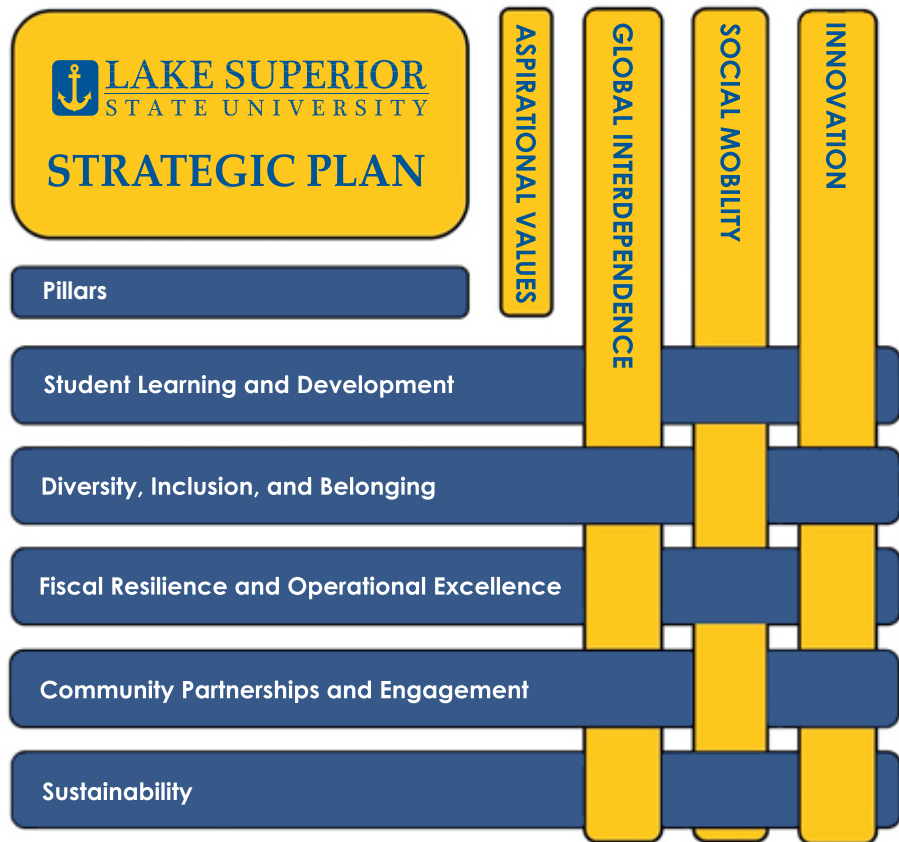 LAKE SUPERIOR
STATE UNIVERSITY
STRATEGIC PLAN
ASPIRATIONAL VALUES
GLOBAL INTERDEPENDENCE
SOCIAL MOBILITY
INNOVATION
Pillars
Student Learning and Development
Diversity, Inclusion, and Belonging
Fiscal Resilience and Operational Excellence
Community Partnerships and Engagement
Sustainability